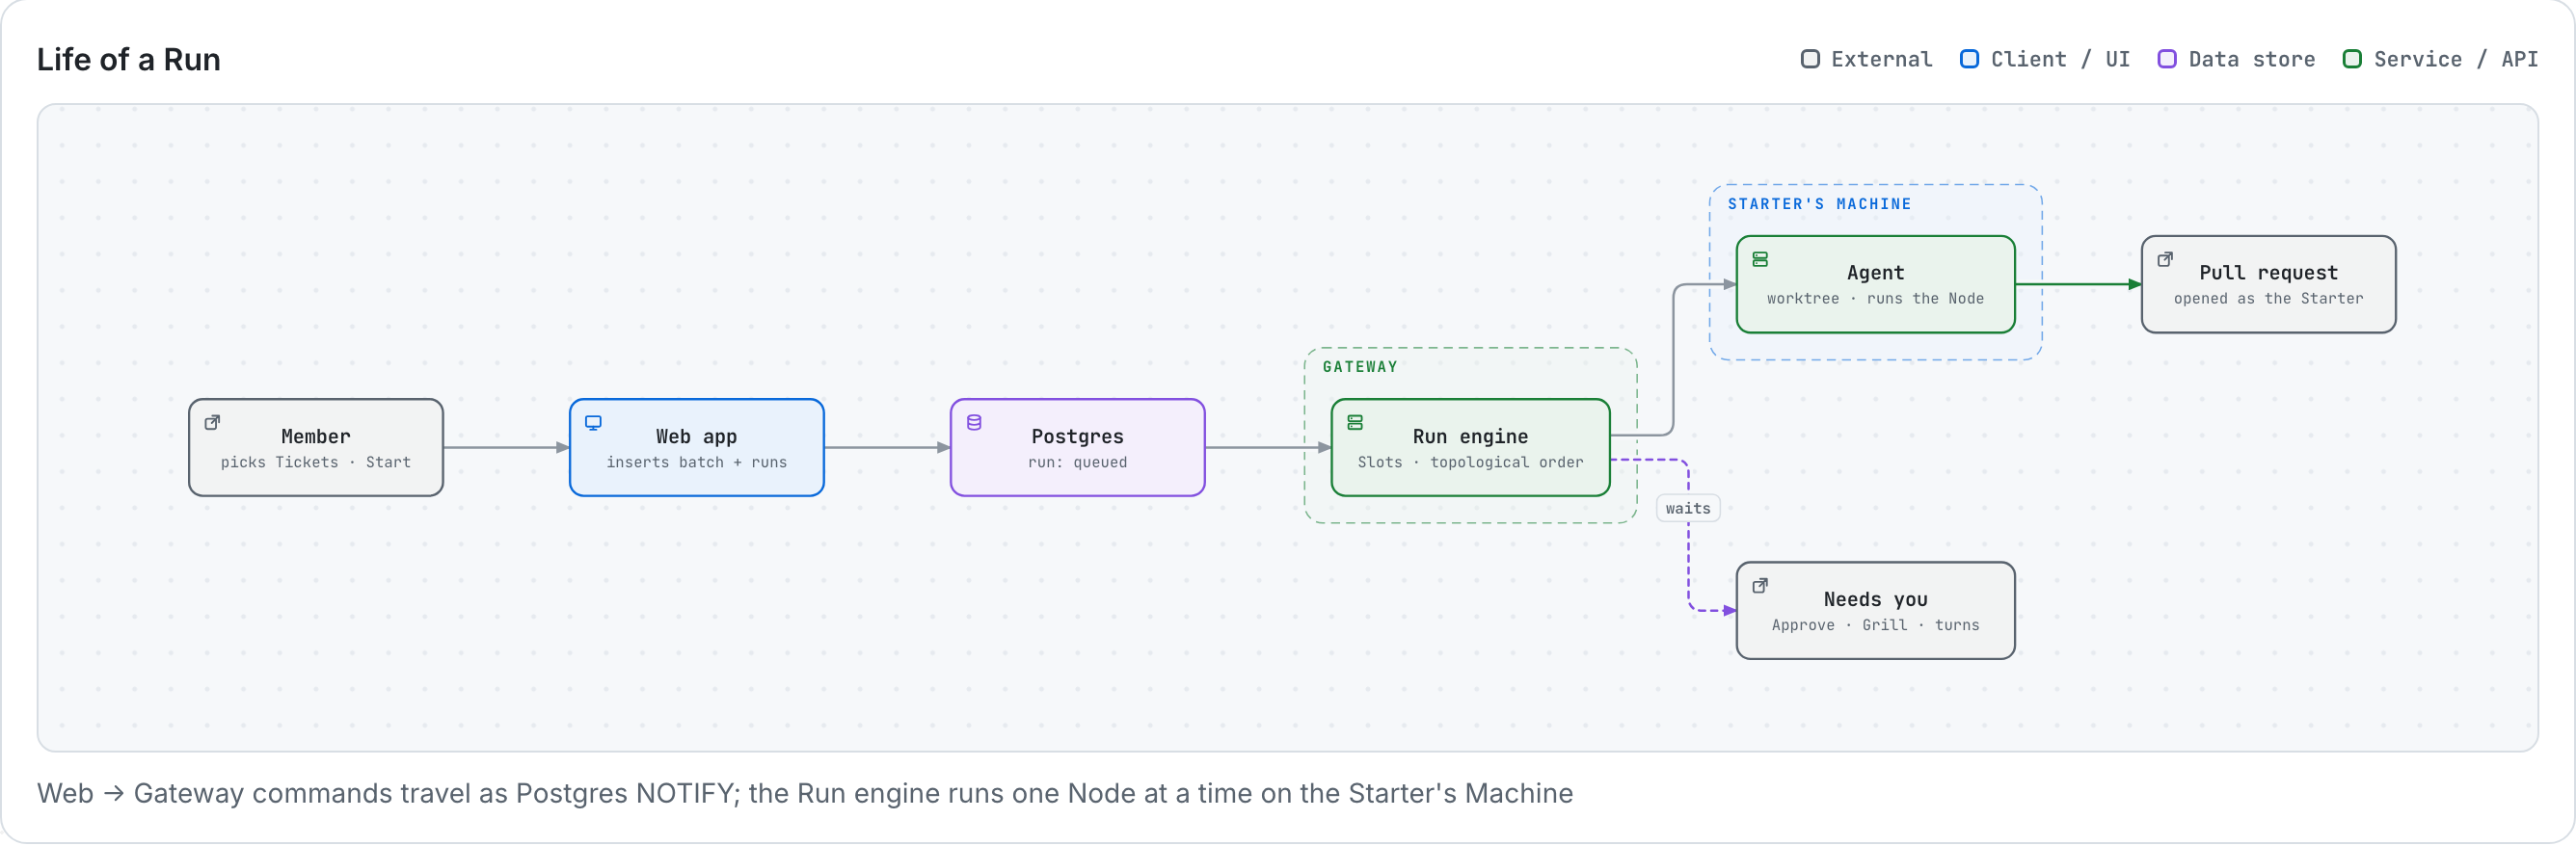 Life of a Run
External
Client / UI
Data store
Service / API
STARTER'S MACHINE
Agent
worktree · runs the Node
Pull request
opened as the Starter
GATEWAY
Member
picks Tickets · Start
Web app
inserts batch + runs
Postgres
run: queued
Run engine
Slots · topological order
waits
Needs you
Approve · Grill · turns
Web → Gateway commands travel as Postgres NOTIFY; the Run engine runs one Node at a time on the Starter's Machine